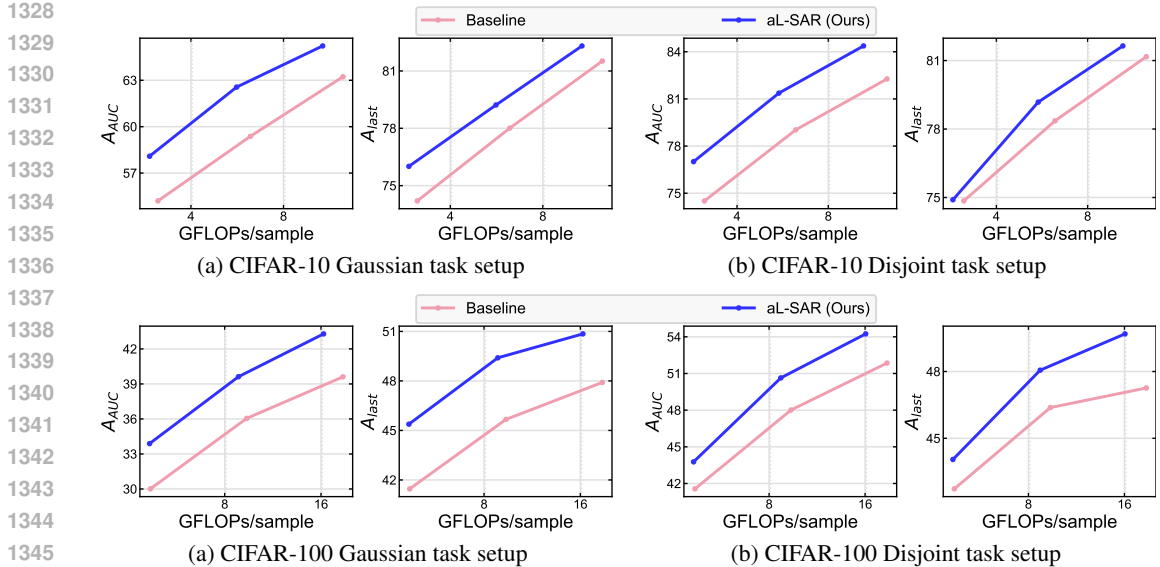 1328
1329
1330
1331
1332
1333
1334
1335
1336
1337
1338
1339
1340
1341
1342
1343
1344
1345
Baseline aL-SAR (Ours)
A_AUC
63
60
57
4 8
GFLOPs/sample
A_last
81
78
75
4 8
GFLOPs/sample
(a) CIFAR-10 Gaussian task setup
A_AUC
84
81
78
75
4 8
GFLOPs/sample
A_last
81
78
75
4 8
GFLOPs/sample
(b) CIFAR-10 Disjoint task setup
Baseline aL-SAR (Ours)
A_AUC
42
39
36
33
30
8 16
GFLOPs/sample
A_last
51
48
45
42
8 16
GFLOPs/sample
(a) CIFAR-100 Gaussian task setup
A_AUC
54
51
48
45
42
8 16
GFLOPs/sample
A_last
48
45
8 16
GFLOPs/sample
(b) CIFAR-100 Disjoint task setup